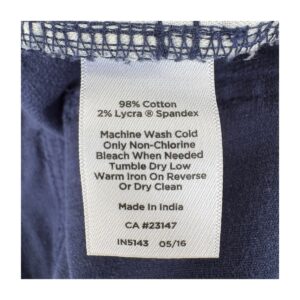 98% Cotton
2% Lycra ® Spandex
Machine Wash Cold
Only Non-Chlorine
Bleach When Needed
Tumble Dry Low
Warm Iron On Reverse
Or Dry Clean
Made In India
CA #23147
IN5143 05/16